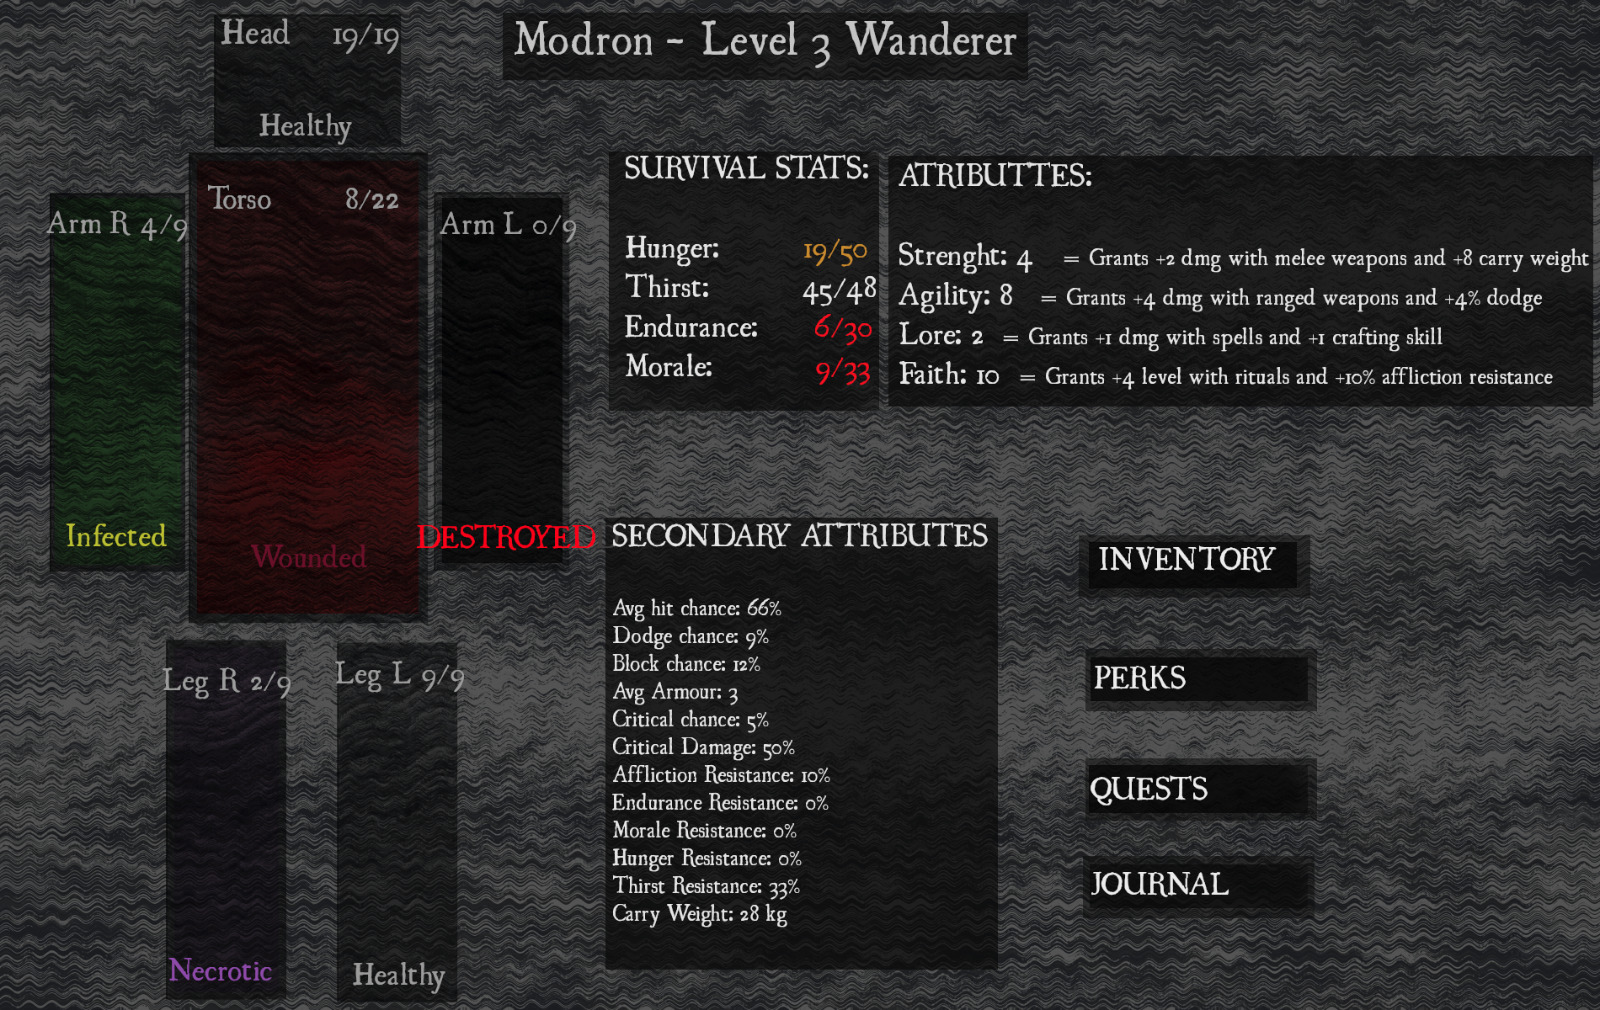 Modron - Level 3 Wanderer
Head 19/19
Healthy
Torso 8/22
Wounded
Arm R 4/9
Infected
Arm L 0/9
DESTROYED
Leg R 2/9
Necrotic
Leg L 9/9
Healthy
SURVIVAL STATS:
Hunger: 19/50
Thirst: 45/48
Endurance: 6/30
Morale: 9/33
ATRIBUTTES:
Strenght: 4 = Grants +2 dmg with melee weapons and +8 carry weight
Agility: 8 = Grants +4 dmg with ranged weapons and +4% dodge
Lore: 2 = Grants +1 dmg with spells and +1 crafting skill
Faith: 10 = Grants +4 level with rituals and +10% affliction resistance
SECONDARY ATTRIBUTES
Avg hit chance: 66%
Dodge chance: 9%
Block chance: 12%
Avg Armour: 3
Critical chance: 5%
Critical Damage: 50%
Affliction Resistance: 10%
Endurance Resistance: 0%
Morale Resistance: 0%
Hunger Resistance: 0%
Thirst Resistance: 33%
Carry Weight: 28 kg
INVENTORY
PERKS
QUESTS
JOURNAL